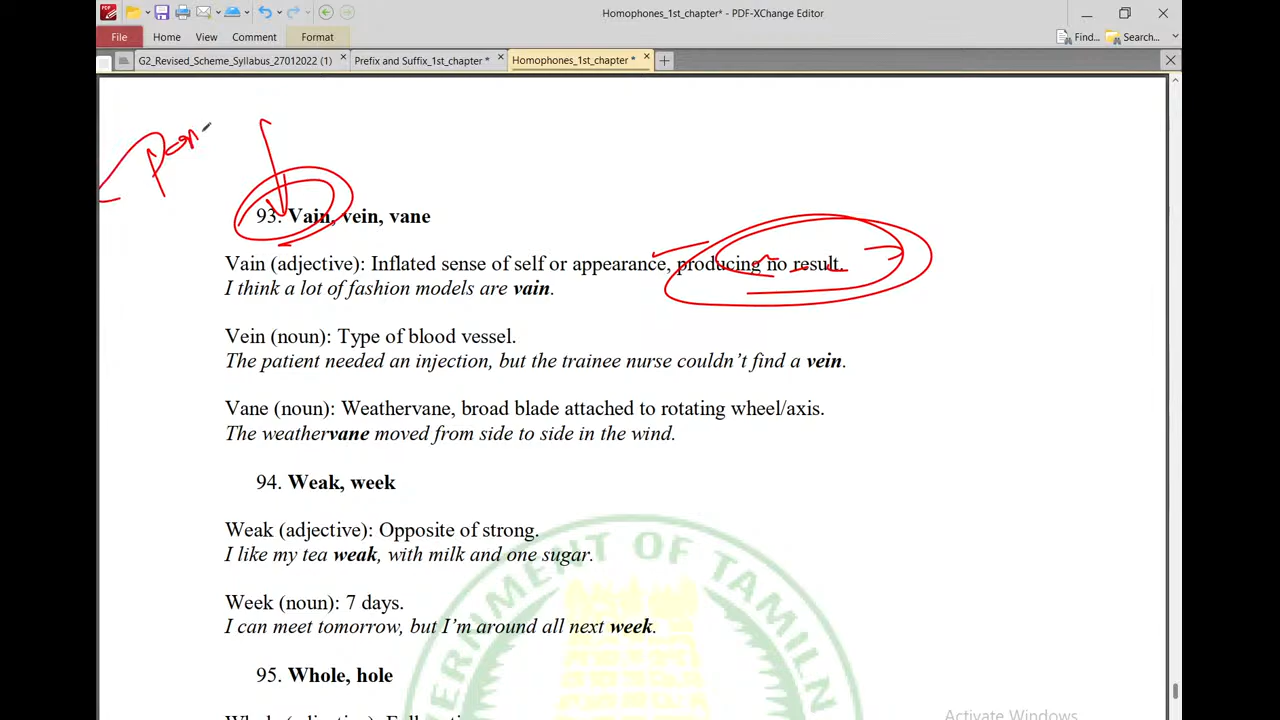 Homophones_1st_chapter* - PDF-XChange Editor
File Home View Comment Format Find... Search...
G2_Revised_Scheme_Syllabus_27012022 (1) Prefix and Suffix_1st_chapter * Homophones_1st_chapter *
93. Vain, vein, vane
Vain (adjective): Inflated sense of self or appearance, producing no result.
I think a lot of fashion models are vain.
Vein (noun): Type of blood vessel.
The patient needed an injection, but the trainee nurse couldn’t find a vein.
Vane (noun): Weathervane, broad blade attached to rotating wheel/axis.
The weathervane moved from side to side in the wind.
94. Weak, week
Weak (adjective): Opposite of strong.
I like my tea weak, with milk and one sugar.
Week (noun): 7 days.
I can meet tomorrow, but I’m around all next week.
95. Whole, hole
Activate Windows